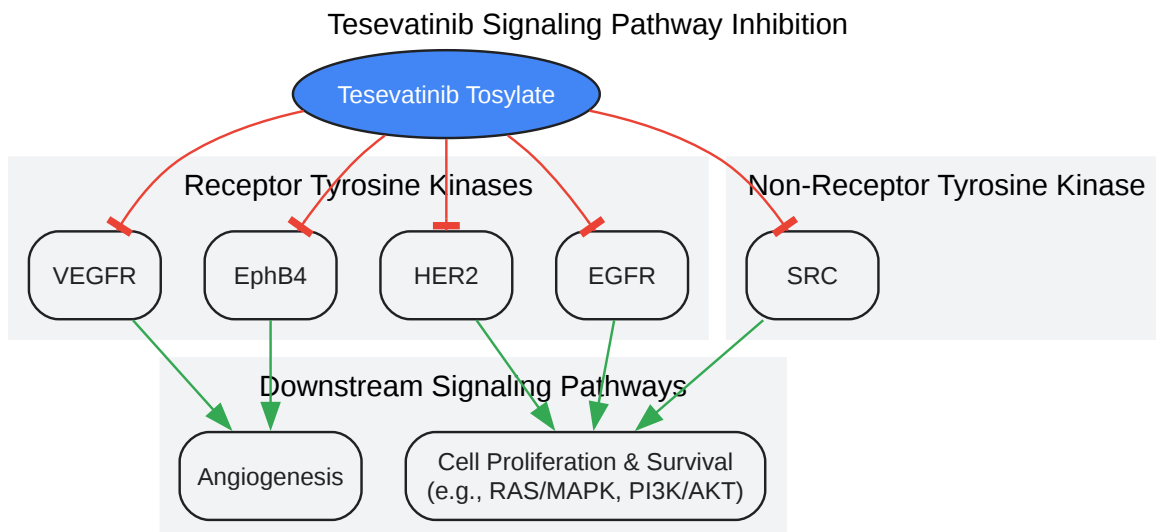 Tesevatinib Signaling Pathway Inhibition
Tesevatinib Tosylate
Receptor Tyrosine Kinases
Non-Receptor Tyrosine Kinase
VEGFR
EphB4
HER2
EGFR
SRC
Downstream Signaling Pathways
Angiogenesis
Cell Proliferation & Survival
(e.g., RAS/MAPK, PI3K/AKT)